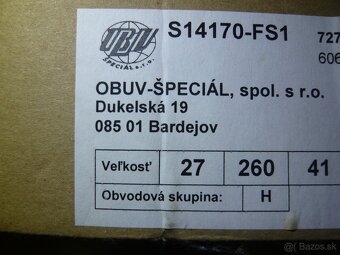 S14170-FS1
727
606
ŠPECIÁL s.r.o.
OBUV-ŠPECIÁL, spol. s r.o.
Dukelská 19
085 01 Bardejov
Veľkosť 27 260 41
Obvodová skupina: H
Bazos.sk